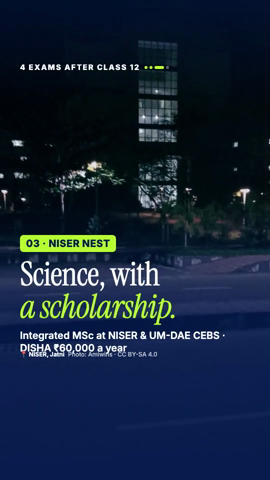 4 EXAMS AFTER CLASS 12
03 · NISER NEST
Science, with
a scholarship.
Integrated MSc at NISER & UM-DAE CEBS ·
DISHA ₹60,000 a year
📍 NISER, Jatni Photo: Amiwins · CC BY-SA 4.0